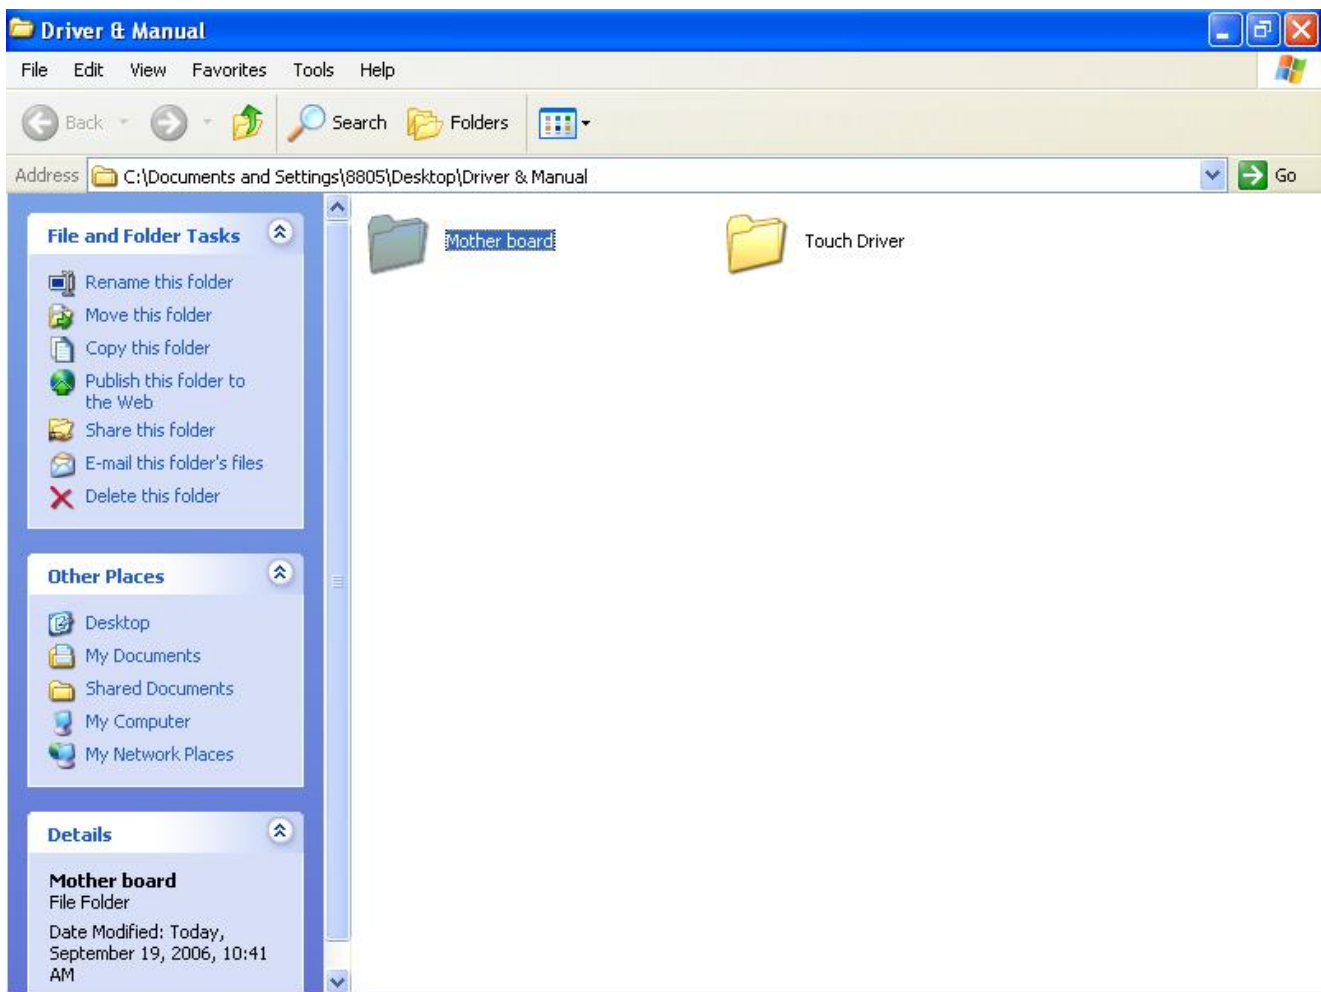 Driver & Manual
File Edit View Favorites Tools Help
Back Search Folders
Address C:\Documents and Settings\8805\Desktop\Driver & Manual Go
File and Folder Tasks
Rename this folder
Move this folder
Copy this folder
Publish this folder to
the Web
Share this folder
E-mail this folder's files
Delete this folder
Other Places
Desktop
My Documents
Shared Documents
My Computer
My Network Places
Details
Mother board
File Folder
Date Modified: Today,
September 19, 2006, 10:41
AM
Mother board Touch Driver